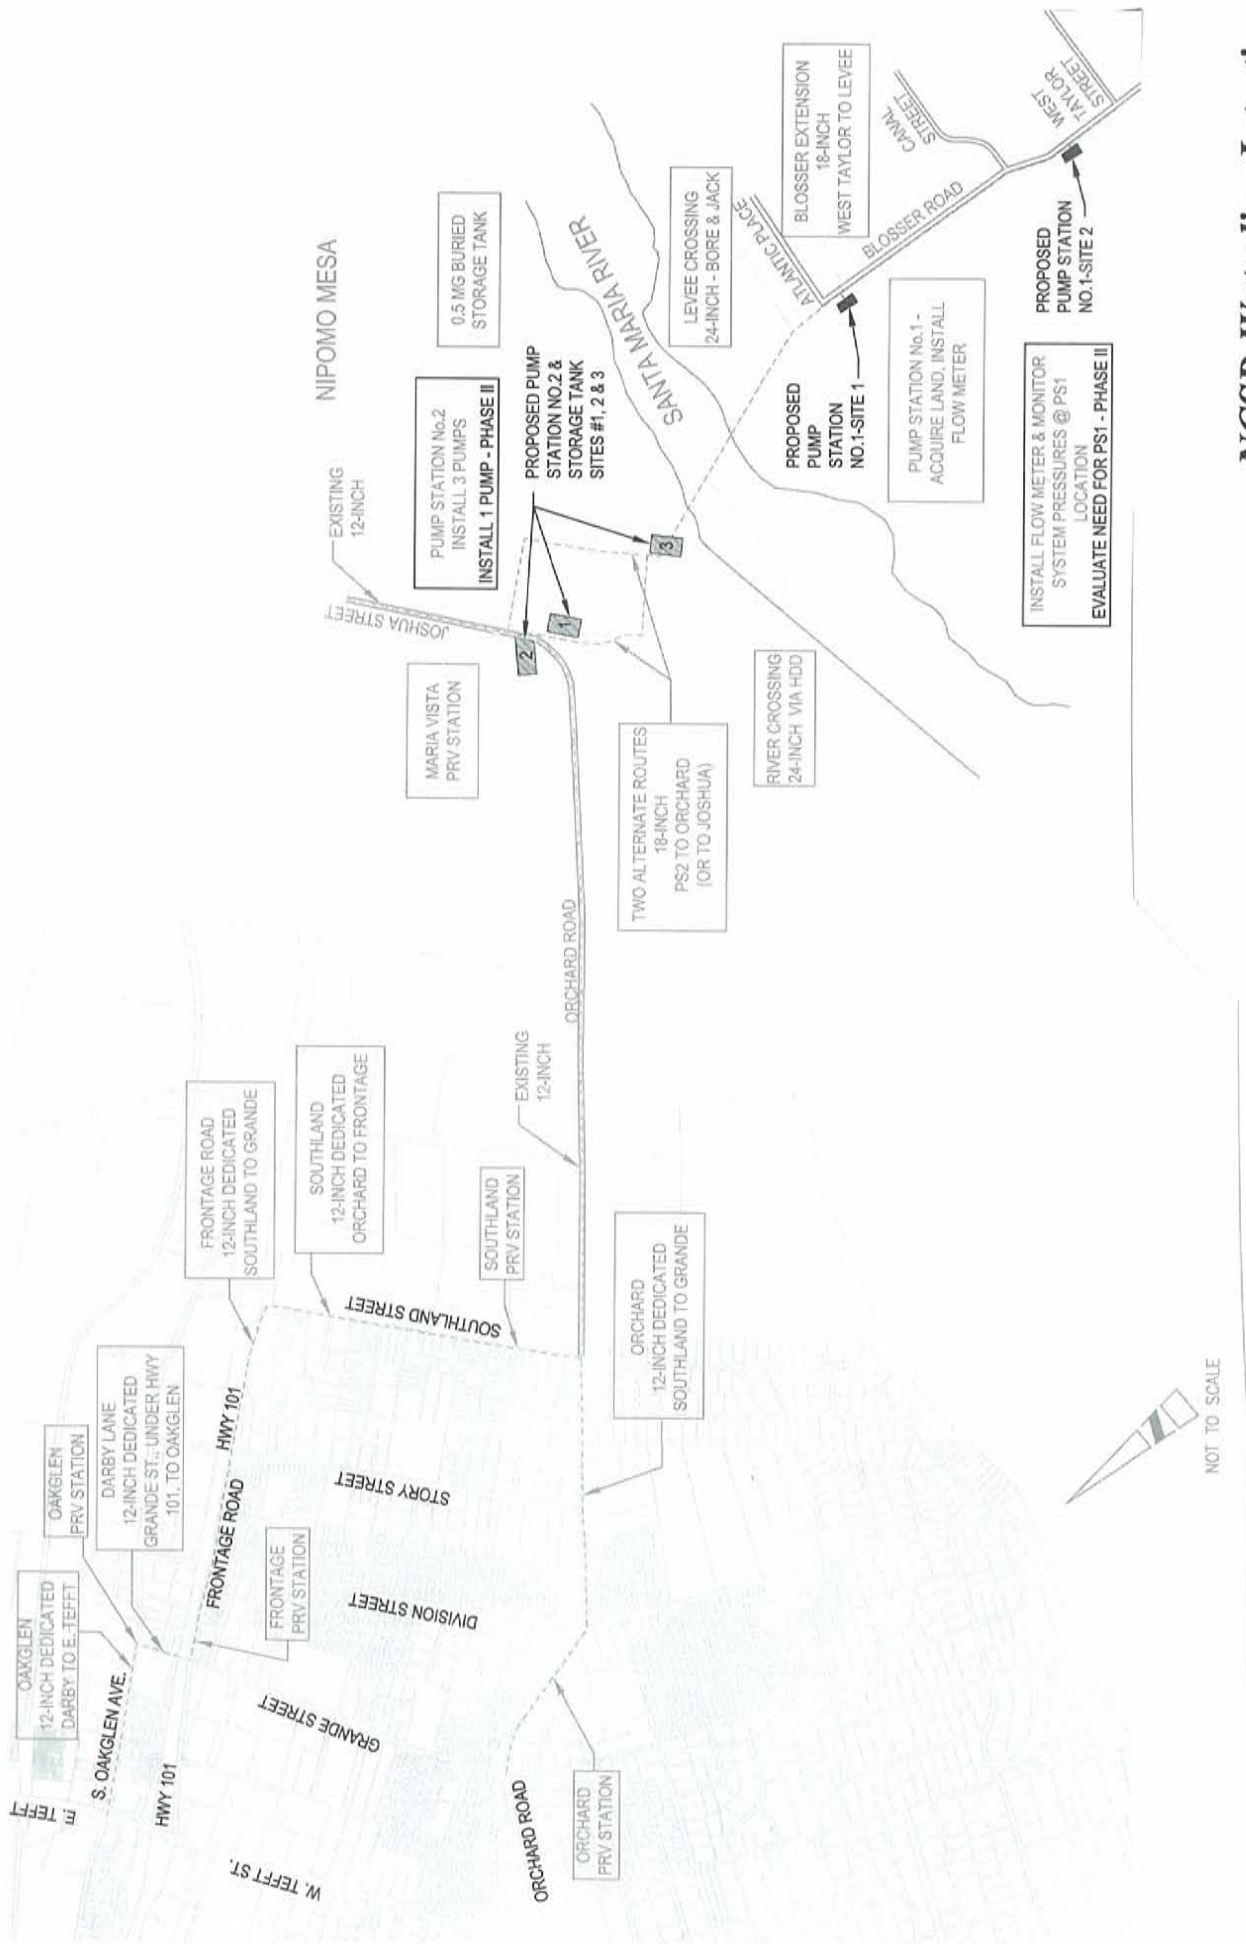 OAKGLEN
12-INCH DEDICATED
DARBY TO E. TEFFT
OAKGLEN
PRV STATION
DARBY LANE
12-INCH DEDICATED
GRANDE ST., UNDER HWY
101, TO OAKGLEN
FRONTAGE ROAD
12-INCH DEDICATED
SOUTHLAND TO GRANDE
SOUTHLAND
12-INCH DEDICATED
ORCHARD TO FRONTAGE
E. TEFFT
S. OAKGLEN AVE.
HWY 101
FRONTAGE ROAD
HWY 101
FRONTAGE
PRV STATION
W. TEFFT ST.
GRANDE STREET
DIVISION STREET
STORY STREET
SOUTHLAND STREET
SOUTHLAND
PRV STATION
EXISTING
12-INCH
ORCHARD ROAD
ORCHARD ROAD
ORCHARD
PRV STATION
ORCHARD
12-INCH DEDICATED
SOUTHLAND TO GRANDE
NIPOMO MESA
EXISTING
12-INCH
JOSHUA STREET
MARIA VISTA
PRV STATION
PUMP STATION No.2
INSTALL 3 PUMPS
INSTALL 1 PUMP - PHASE II
0.5 MG BURIED
STORAGE TANK
PROPOSED PUMP
STATION NO.2 &
STORAGE TANK
SITES #1, 2 & 3
2
1
3
TWO ALTERNATE ROUTES
18-INCH
PS2 TO ORCHARD
(OR TO JOSHUA)
SANTA MARIA RIVER
RIVER CROSSING
24-INCH VIA HDD
LEVEE CROSSING
24-INCH - BORE & JACK
ATLANTIC PLACE
BLOSSER EXTENSION
18-INCH
WEST TAYLOR TO LEVEE
PROPOSED
PUMP
STATION
NO.1-SITE 1
BLOSSER ROAD
CANAL
STREET
WEST
TAYLOR
STREET
PUMP STATION No.1 -
ACQUIRE LAND, INSTALL
FLOW METER
PROPOSED
PUMP STATION
NO.1-SITE 2
INSTALL FLOW METER & MONITOR
SYSTEM PRESSURES @ PS1
LOCATION
EVALUATE NEED FOR PS1 - PHASE II
NOT TO SCALE